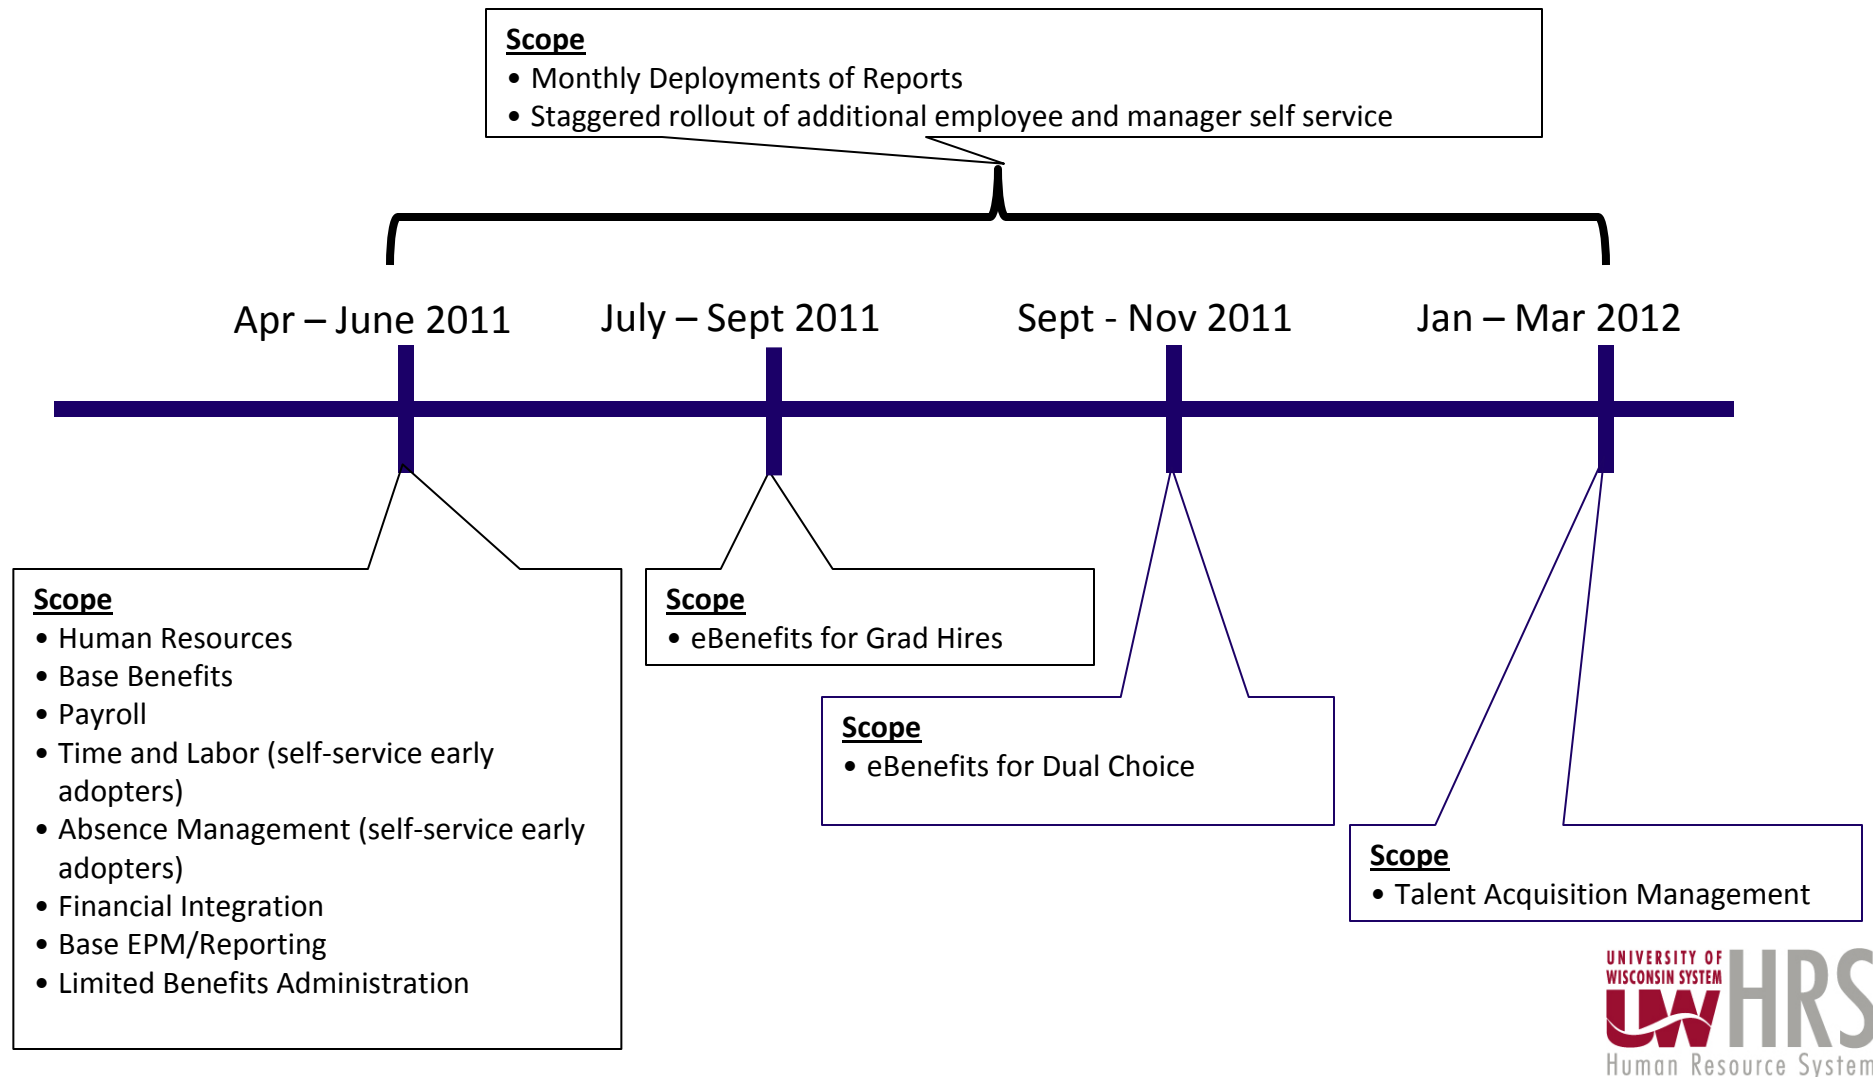 Scope
• Monthly Deployments of Reports
• Staggered rollout of additional employee and manager self service
Apr – June 2011
July – Sept 2011
Sept - Nov 2011
Jan – Mar 2012
Scope
• Human Resources
• Base Benefits
• Payroll
• Time and Labor (self-service early
adopters)
• Absence Management (self-service early
adopters)
• Financial Integration
• Base EPM/Reporting
• Limited Benefits Administration
Scope
• eBenefits for Grad Hires
Scope
• eBenefits for Dual Choice
Scope
• Talent Acquisition Management
UNIVERSITY OF
WISCONSIN SYSTEM
UW HRS
Human Resource System